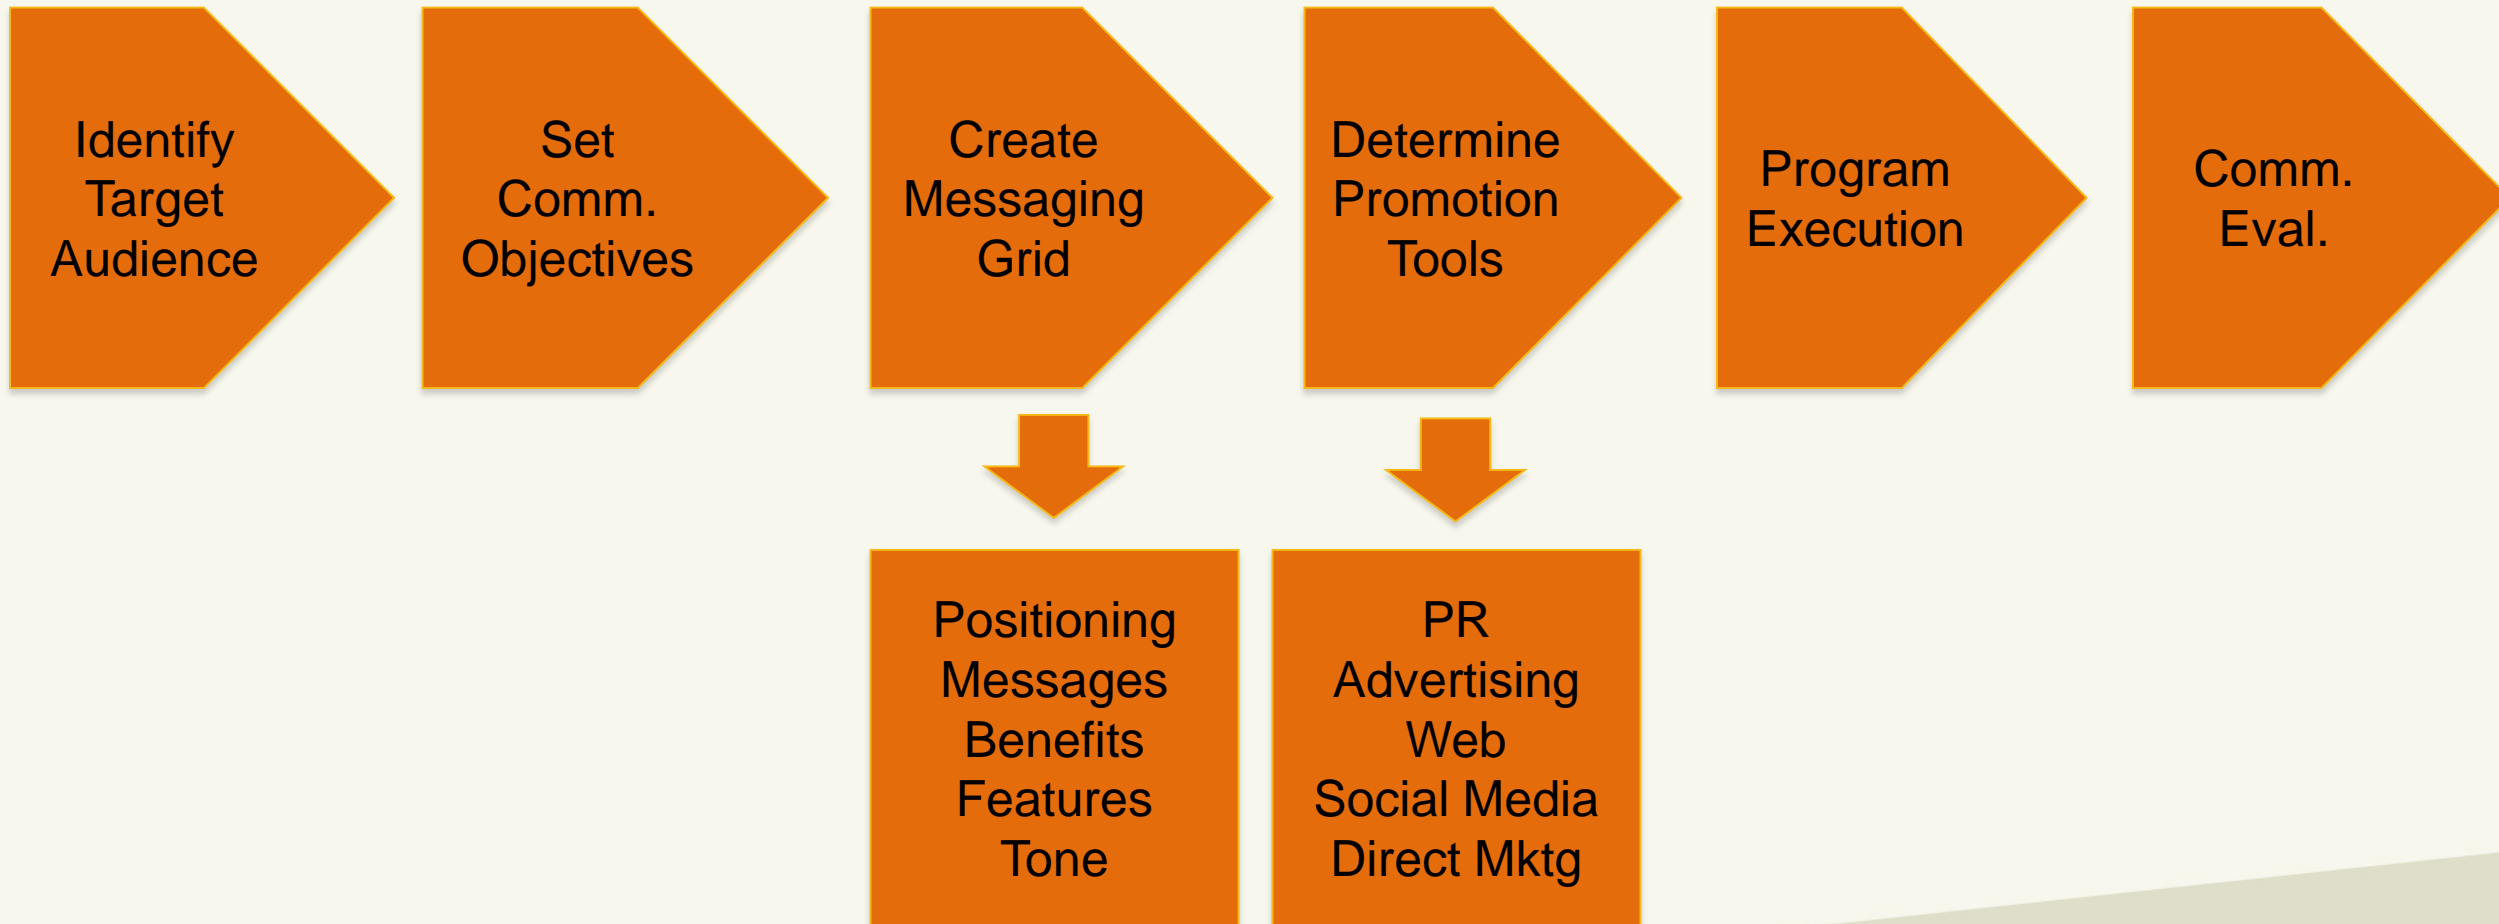 Identify
Target
Audience
Set
Comm.
Objectives
Create
Messaging
Grid
Determine
Promotion
Tools
Program
Execution
Comm.
Eval.
Positioning
Messages
Benefits
Features
Tone
PR
Advertising
Web
Social Media
Direct Mktg